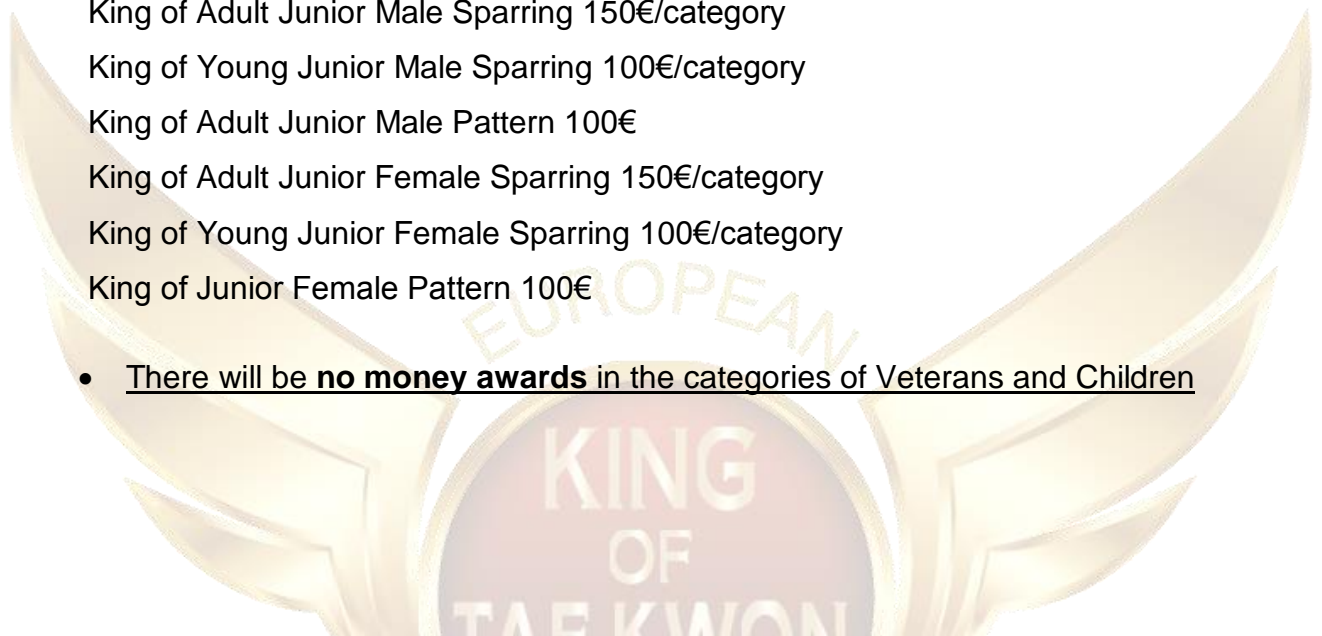 King of Adult Junior Male Sparring 150€/category
King of Young Junior Male Sparring 100€/category
King of Adult Junior Male Pattern 100€
King of Adult Junior Female Sparring 150€/category
King of Young Junior Female Sparring 100€/category
King of Junior Female Pattern 100€
EUROPEAN
• There will be no money awards in the categories of Veterans and Children
KING
OF
TAE KWON